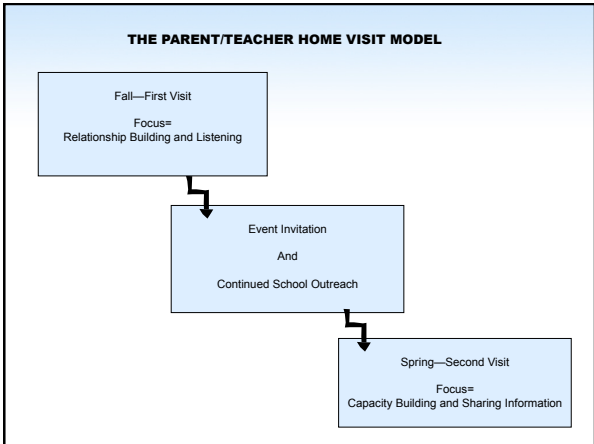 THE PARENT/TEACHER HOME VISIT MODEL
Fall—First Visit
Focus=
Relationship Building and Listening
Event Invitation
And
Continued School Outreach
Spring—Second Visit
Focus=
Capacity Building and Sharing Information